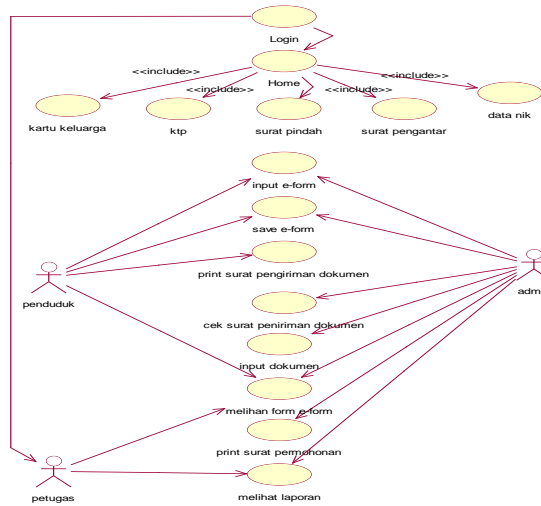 Login
Home
<<include>>
<<include>>
<<include>>
<<include>>
kartu keluarga
ktp
surat pindah
surat pengantar
data nik
input e-form
save e-form
print surat pengiriman dokumen
penduduk
adm
cek surat peniriman dokumen
input dokumen
melihan form e-form
print surat permohonan
petugas
melihat laporan